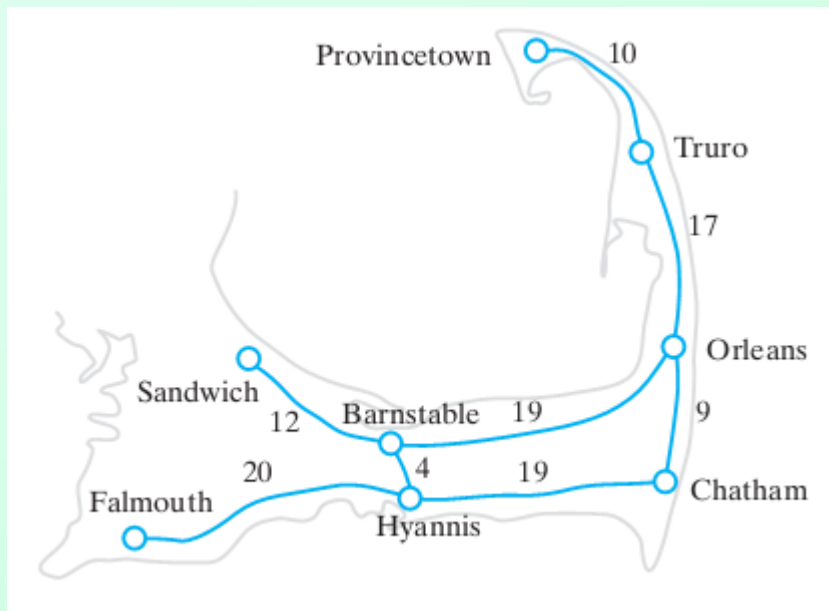 Provincetown
10
Truro
17
Orleans
Sandwich
12
Barnstable
19
9
20
4
19
Falmouth
Hyannis
Chatham